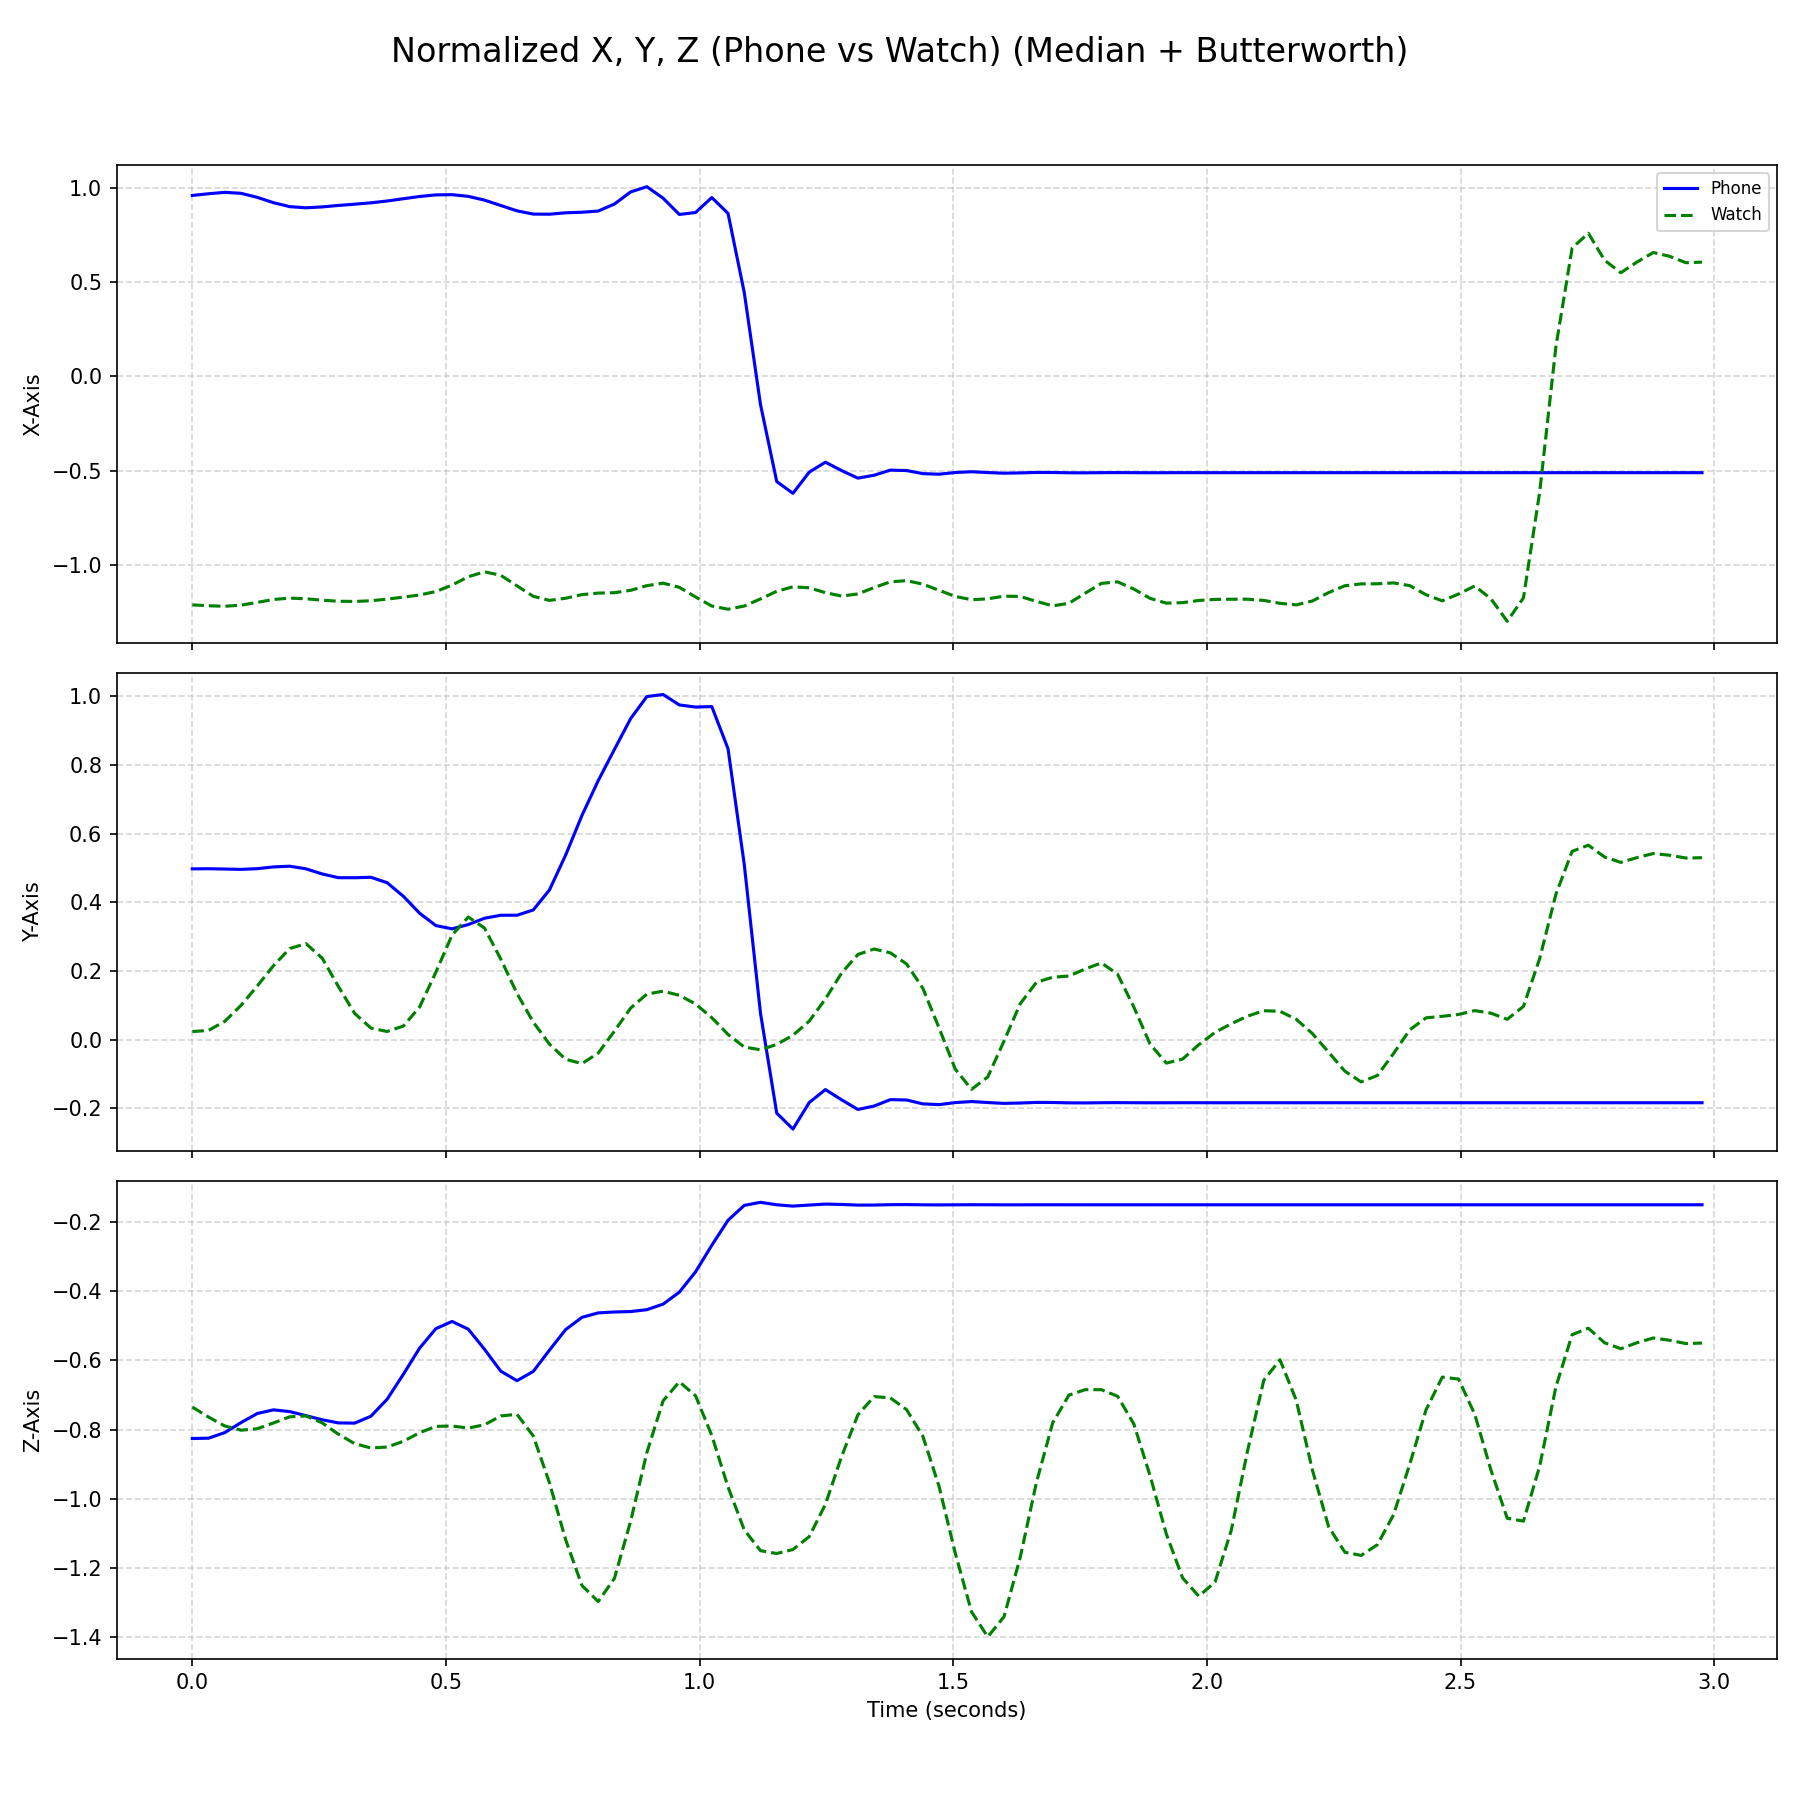 Normalized X, Y, Z (Phone vs Watch) (Median + Butterworth)
1.0
0.5
0.0
−0.5
−1.0
X-Axis
Phone
Watch
1.0
0.8
0.6
0.4
0.2
0.0
−0.2
Y-Axis
−0.2
−0.4
−0.6
−0.8
−1.0
−1.2
−1.4
Z-Axis
0.0 0.5 1.0 1.5 2.0 2.5 3.0
Time (seconds)